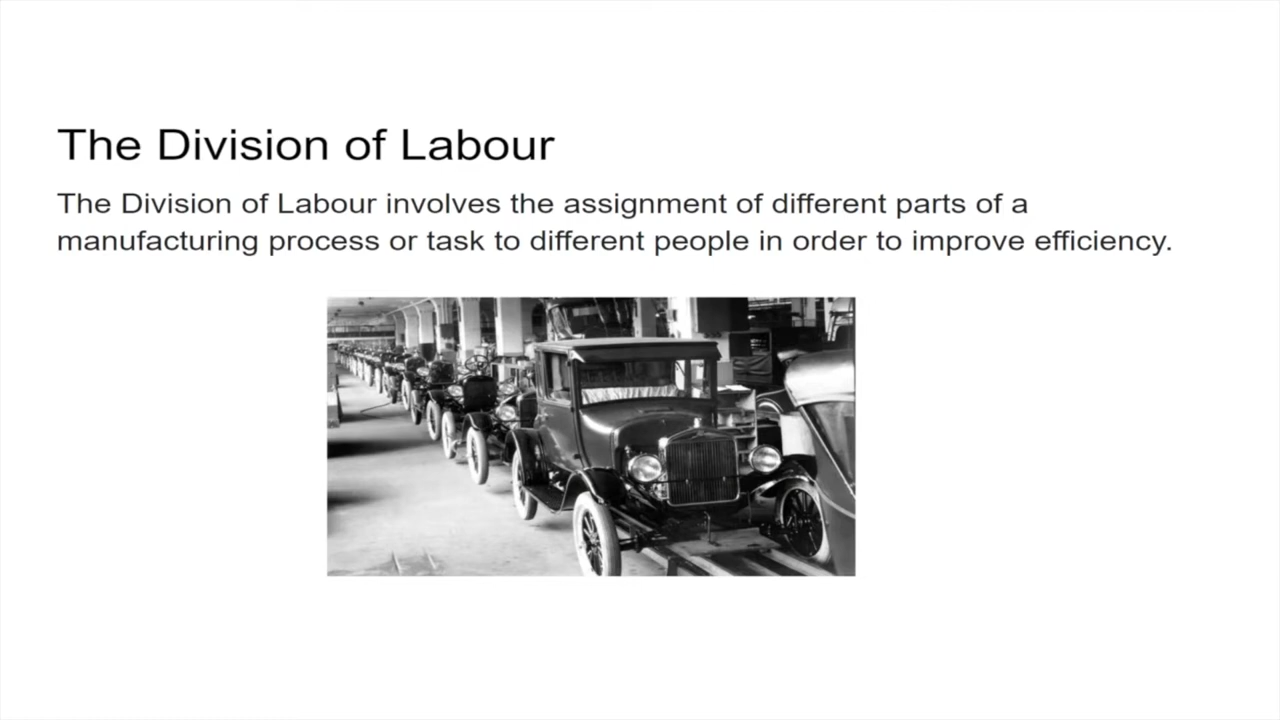 The Division of Labour
The Division of Labour involves the assignment of different parts of a
manufacturing process or task to different people in order to improve efficiency.